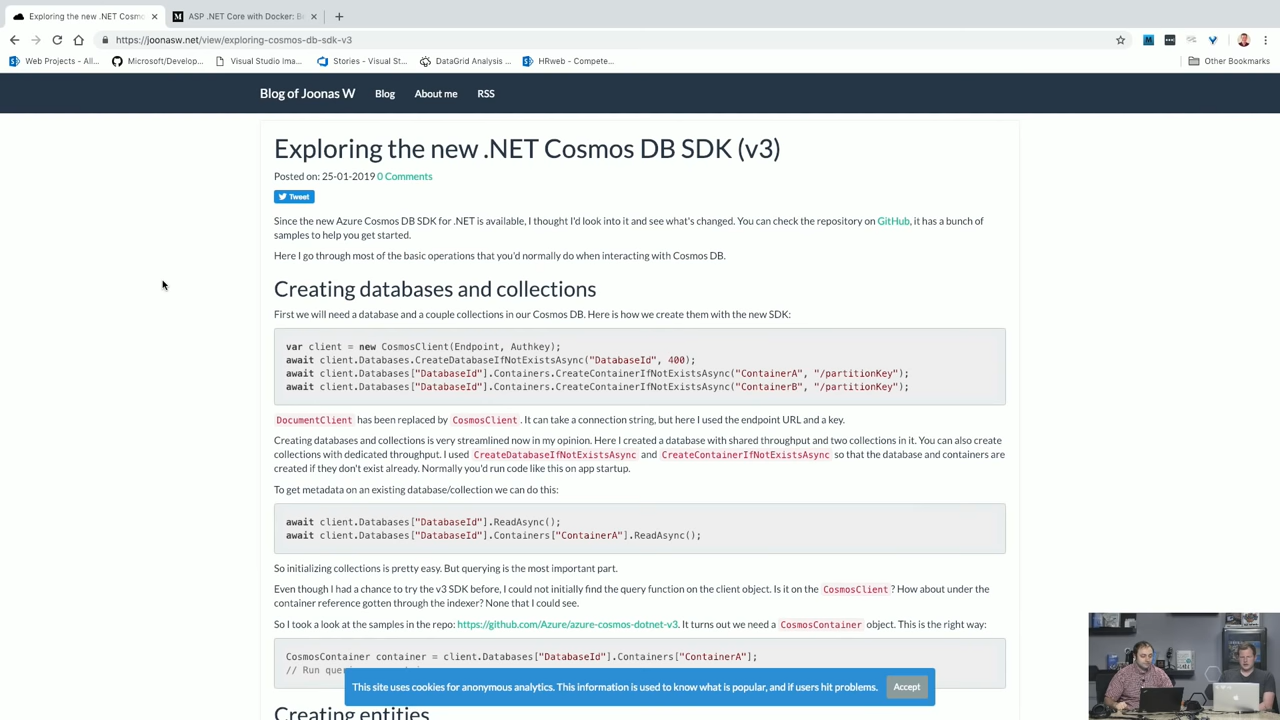 Exploring the new .NET Cosmo
ASP .NET Core with Docker: B
https://joonasw.net/view/exploring-cosmos-db-sdk-v3
Web Projects - All...
Microsoft/Develop...
Visual Studio Ima...
Stories - Visual St...
DataGrid Analysis ...
HRweb - Compete...
Other Bookmarks
Blog of Joonas W
Blog
About me
RSS
Exploring the new .NET Cosmos DB SDK (v3)
Posted on: 25-01-2019 0 Comments
Tweet
Since the new Azure Cosmos DB SDK for .NET is available, I thought I'd look into it and see what's changed. You can check the repository on GitHub, it has a bunch of
samples to help you get started.
Here I go through most of the basic operations that you'd normally do when interacting with Cosmos DB.
Creating databases and collections
First we will need a database and a couple collections in our Cosmos DB. Here is how we create them with the new SDK:
var client = new CosmosClient(Endpoint, Authkey);
await client.Databases.CreateDatabaseIfNotExistsAsync("DatabaseId", 400);
await client.Databases["DatabaseId"].Containers.CreateContainerIfNotExistsAsync("ContainerA", "/partitionKey");
await client.Databases["DatabaseId"].Containers.CreateContainerIfNotExistsAsync("ContainerB", "/partitionKey");
DocumentClient has been replaced by CosmosClient. It can take a connection string, but here I used the endpoint URL and a key.
Creating databases and collections is very streamlined now in my opinion. Here I created a database with shared throughput and two collections in it. You can also create
collections with dedicated throughput. I used CreateDatabaseIfNotExistsAsync and CreateContainerIfNotExistsAsync so that the database and containers are
created if they don't exist already. Normally you'd run code like this on app startup.
To get metadata on an existing database/collection we can do this:
await client.Databases["DatabaseId"].ReadAsync();
await client.Databases["DatabaseId"].Containers["ContainerA"].ReadAsync();
So initializing collections is pretty easy. But querying is the most important part.
Even though I had a chance to try the v3 SDK before, I could not initially find the query function on the client object. Is it on the CosmosClient? How about under the
container reference gotten through the indexer? None that I could see.
So I took a look at the samples in the repo: https://github.com/Azure/azure-cosmos-dotnet-v3. It turns out we need a CosmosContainer object. This is the right way:
CosmosContainer container = client.Databases["DatabaseId"].Containers["ContainerA"];
// Run
This site uses cookies for anonymous analytics. This information is used to know what is popular, and if users hit problems.
Accept
Creating entities